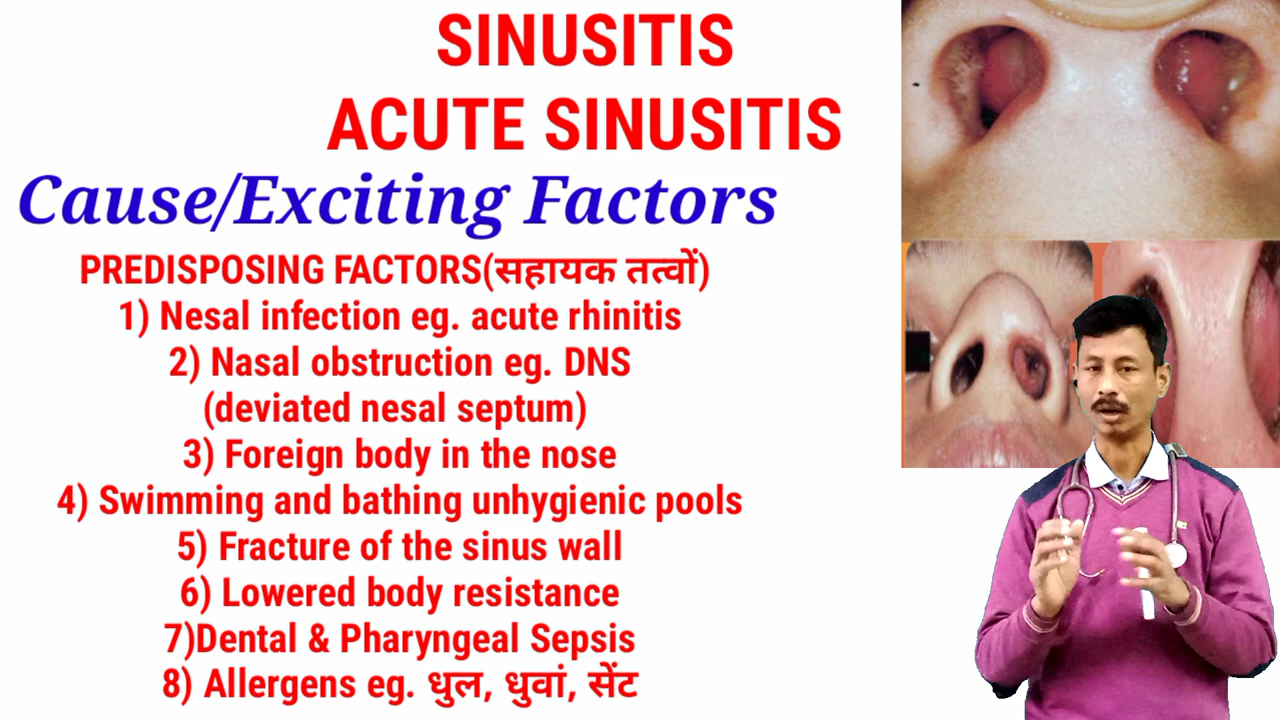 SINUSITIS
ACUTE SINUSITIS
Cause/Exciting Factors
PREDISPOSING FACTORS(सहायक तत्वों)
1) Nesal infection eg. acute rhinitis
2) Nasal obstruction eg. DNS
(deviated nesal septum)
3) Foreign body in the nose
4) Swimming and bathing unhygienic pools
5) Fracture of the sinus wall
6) Lowered body resistance
7)Dental & Pharyngeal Sepsis
8) Allergens eg. धुल, धुवां, सेंट